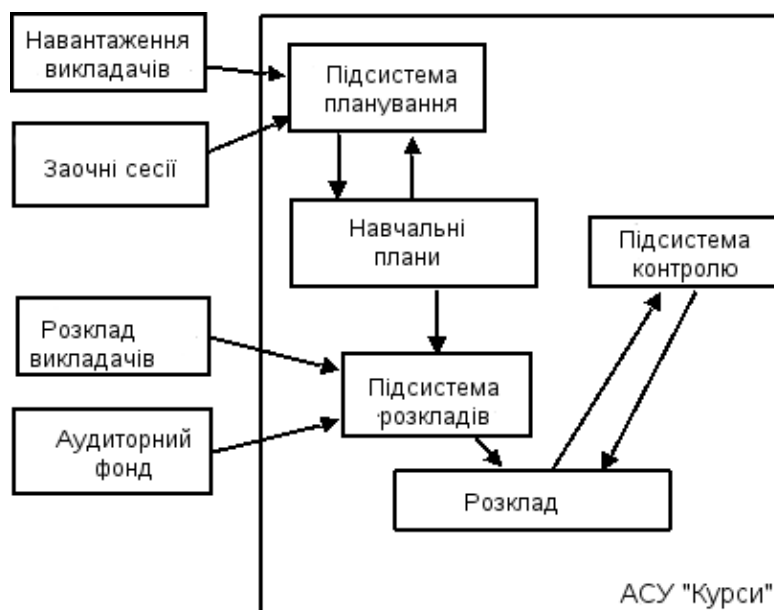 Навантаження
викладачів
Підсистема
планування
Заочні сесії
Навчальні
плани
Підсистема
контролю
Розклад
викладачів
Підсистема
розкладів
Аудиторний
фонд
Розклад
АСУ "Курси"